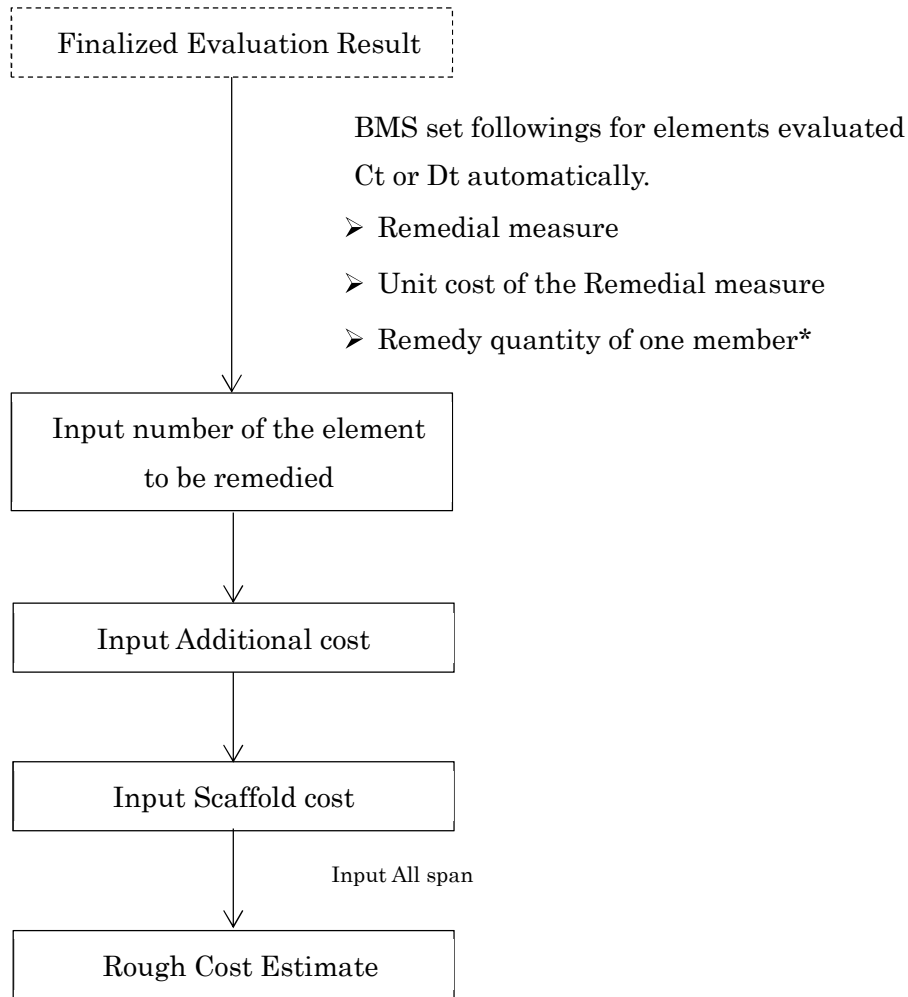 Finalized Evaluation Result
BMS set followings for elements evaluated
Ct or Dt automatically.
➢ Remedial measure
➢ Unit cost of the Remedial measure
➢ Remedy quantity of one member*
Input number of the element
to be remedied
Input Additional cost
Input Scaffold cost
Input All span
Rough Cost Estimate